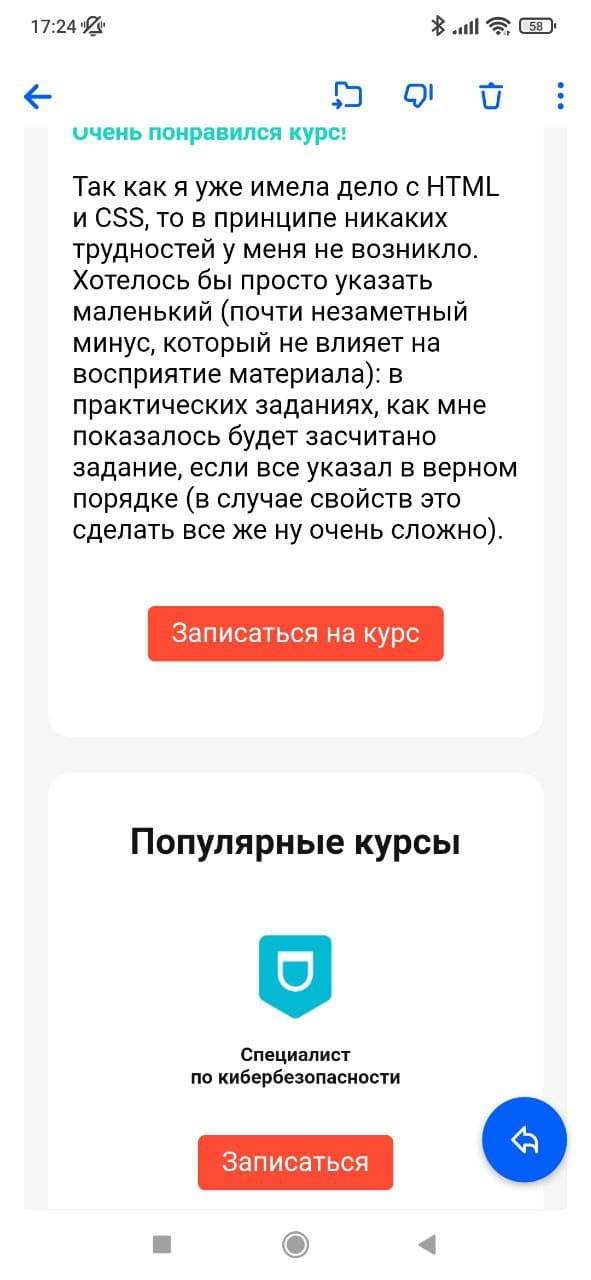 17:24
58
Очень понравился курс!
Так как я уже имела дело с HTML
и CSS, то в принципе никаких
трудностей у меня не возникло.
Хотелось бы просто указать
маленький (почти незаметный
минус, который не влияет на
восприятие материала): в
практических заданиях, как мне
показалось будет засчитано
задание, если все указал в верном
порядке (в случае свойств это
сделать все же ну очень сложно).
Записаться на курс
Популярные курсы
Специалист
по кибербезопасности
Записаться